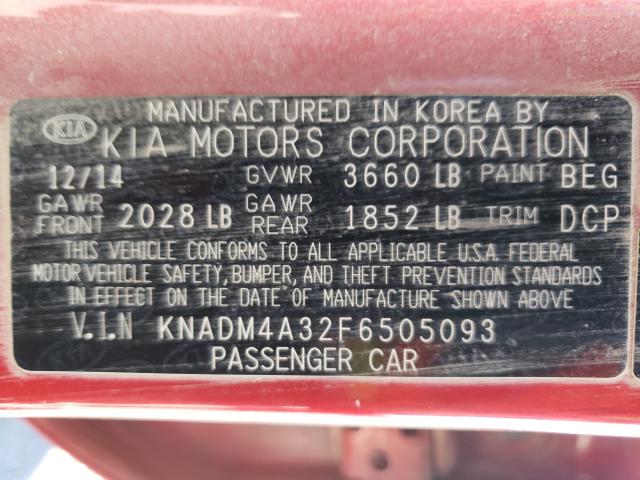 MANUFACTURED IN KOREA BY
KIA KIA MOTORS CORPORATION
12/14 GVWR 3660 LB PAINT BEG
GAWR FRONT 2028 LB GAWR REAR 1852 LB TRIM DCP
THIS VEHICLE CONFORMS TO ALL APPLICABLE U.S.A. FEDERAL
MOTOR VEHICLE SAFETY, BUMPER, AND THEFT PREVENTION STANDARDS
IN EFFECT ON THE DATE OF MANUFACTURE SHOWN ABOVE
V.I.N KNADM4A32F6505093
PASSENGER CAR